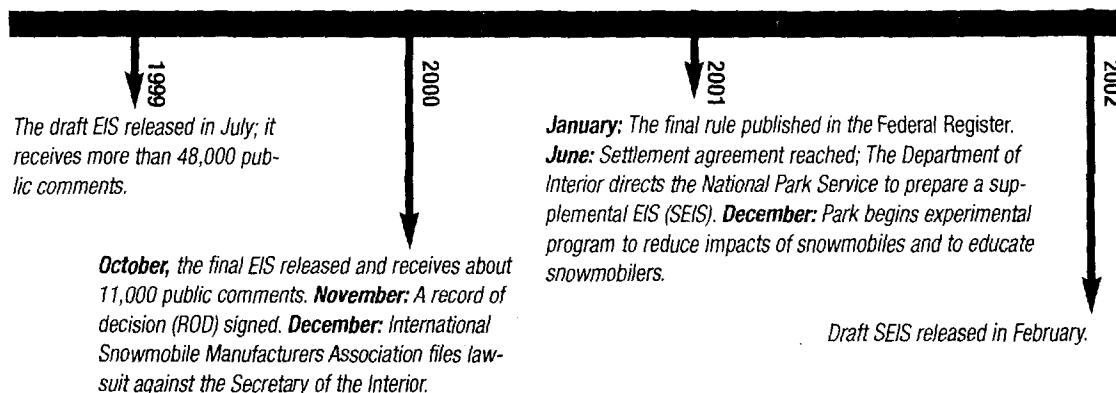 1999
The draft EIS released in July; it
receives more than 48,000 pub-
lic comments.
2000
October, the final EIS released and receives about
11,000 public comments. November: A record of
decision (ROD) signed. December: International
Snowmobile Manufacturers Association files law-
suit against the Secretary of the Interior.
2001
January: The final rule published in the Federal Register.
June: Settlement agreement reached; The Department of
Interior directs the National Park Service to prepare a sup-
plemental EIS (SEIS). December: Park begins experimental
program to reduce impacts of snowmobiles and to educate
snowmobilers.
2002
Draft SEIS released in February.